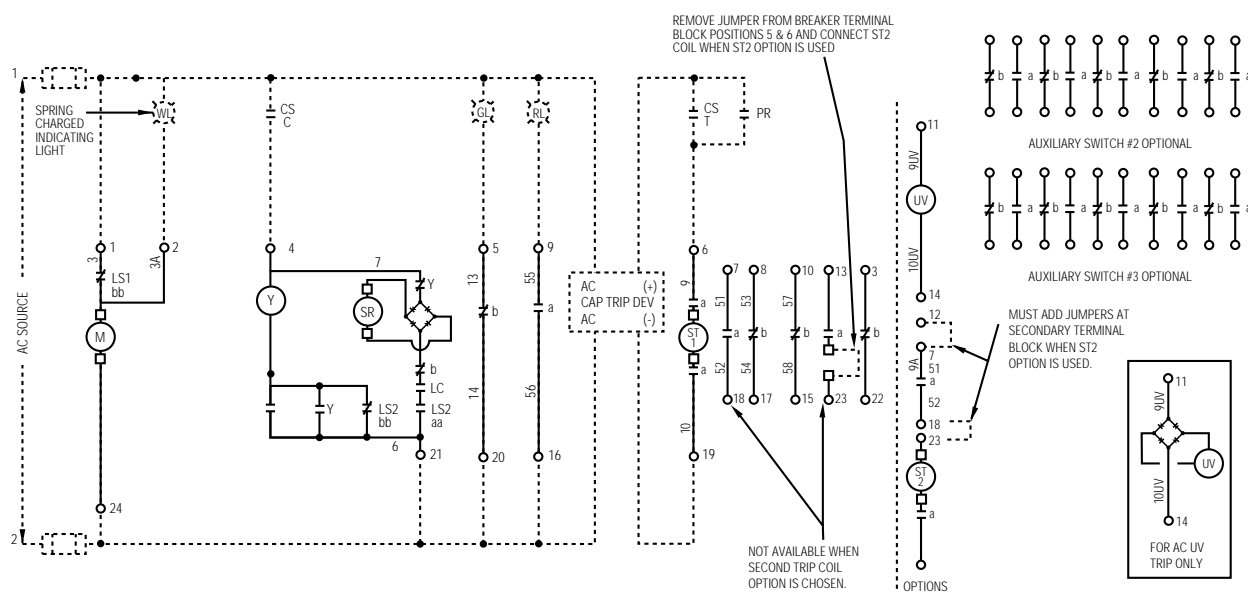 REMOVE JUMPER FROM BREAKER TERMINAL
BLOCK POSITIONS 5 & 6 AND CONNECT ST2
COIL WHEN ST2 OPTION IS USED
1
SPRING
CHARGED
INDICATING
LIGHT
WL
CS
C
GL
RL
CS
T
PR
b
a
b
a
b
a
b
a
b
a
AUXILIARY SWITCH #2 OPTIONAL
b
a
b
a
b
a
b
a
b
a
AUXILIARY SWITCH #3 OPTIONAL
AC SOURCE
1
2
3
3A
LS1
bb
M
24
4
Y
7
Y
SR
b
LC
LS2
aa
Y
LS2
bb
6
21
5
13
b
14
20
9
55
a
56
16
AC (+)
CAP TRIP DEV
AC (-)
6
9
a
ST
1
a
10
19
7
51
a
52
18
8
53
b
54
17
10
57
b
58
15
13
a
23
3
b
22
11
9UV
UV
10UV
14
12
7
9A
51
a
52
18
23
ST
2
a
OPTIONS
MUST ADD JUMPERS AT
SECONDARY TERMINAL
BLOCK WHEN ST2
OPTION IS USED.
NOT AVAILABLE WHEN
SECOND TRIP COIL
OPTION IS CHOSEN.
11
9UV
UV
10UV
14
FOR AC UV
TRIP ONLY
2